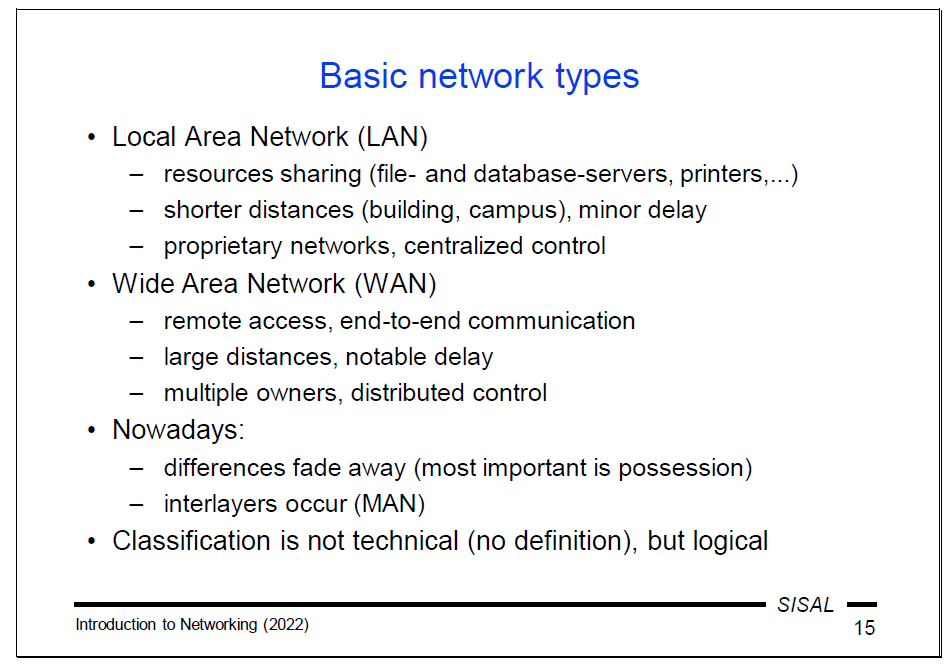 Basic network types
• Local Area Network (LAN)
– resources sharing (file- and database-servers, printers,...)
– shorter distances (building, campus), minor delay
– proprietary networks, centralized control
• Wide Area Network (WAN)
– remote access, end-to-end communication
– large distances, notable delay
– multiple owners, distributed control
• Nowadays:
– differences fade away (most important is possession)
– interlayers occur (MAN)
• Classification is not technical (no definition), but logical
SISAL
Introduction to Networking (2022)
15